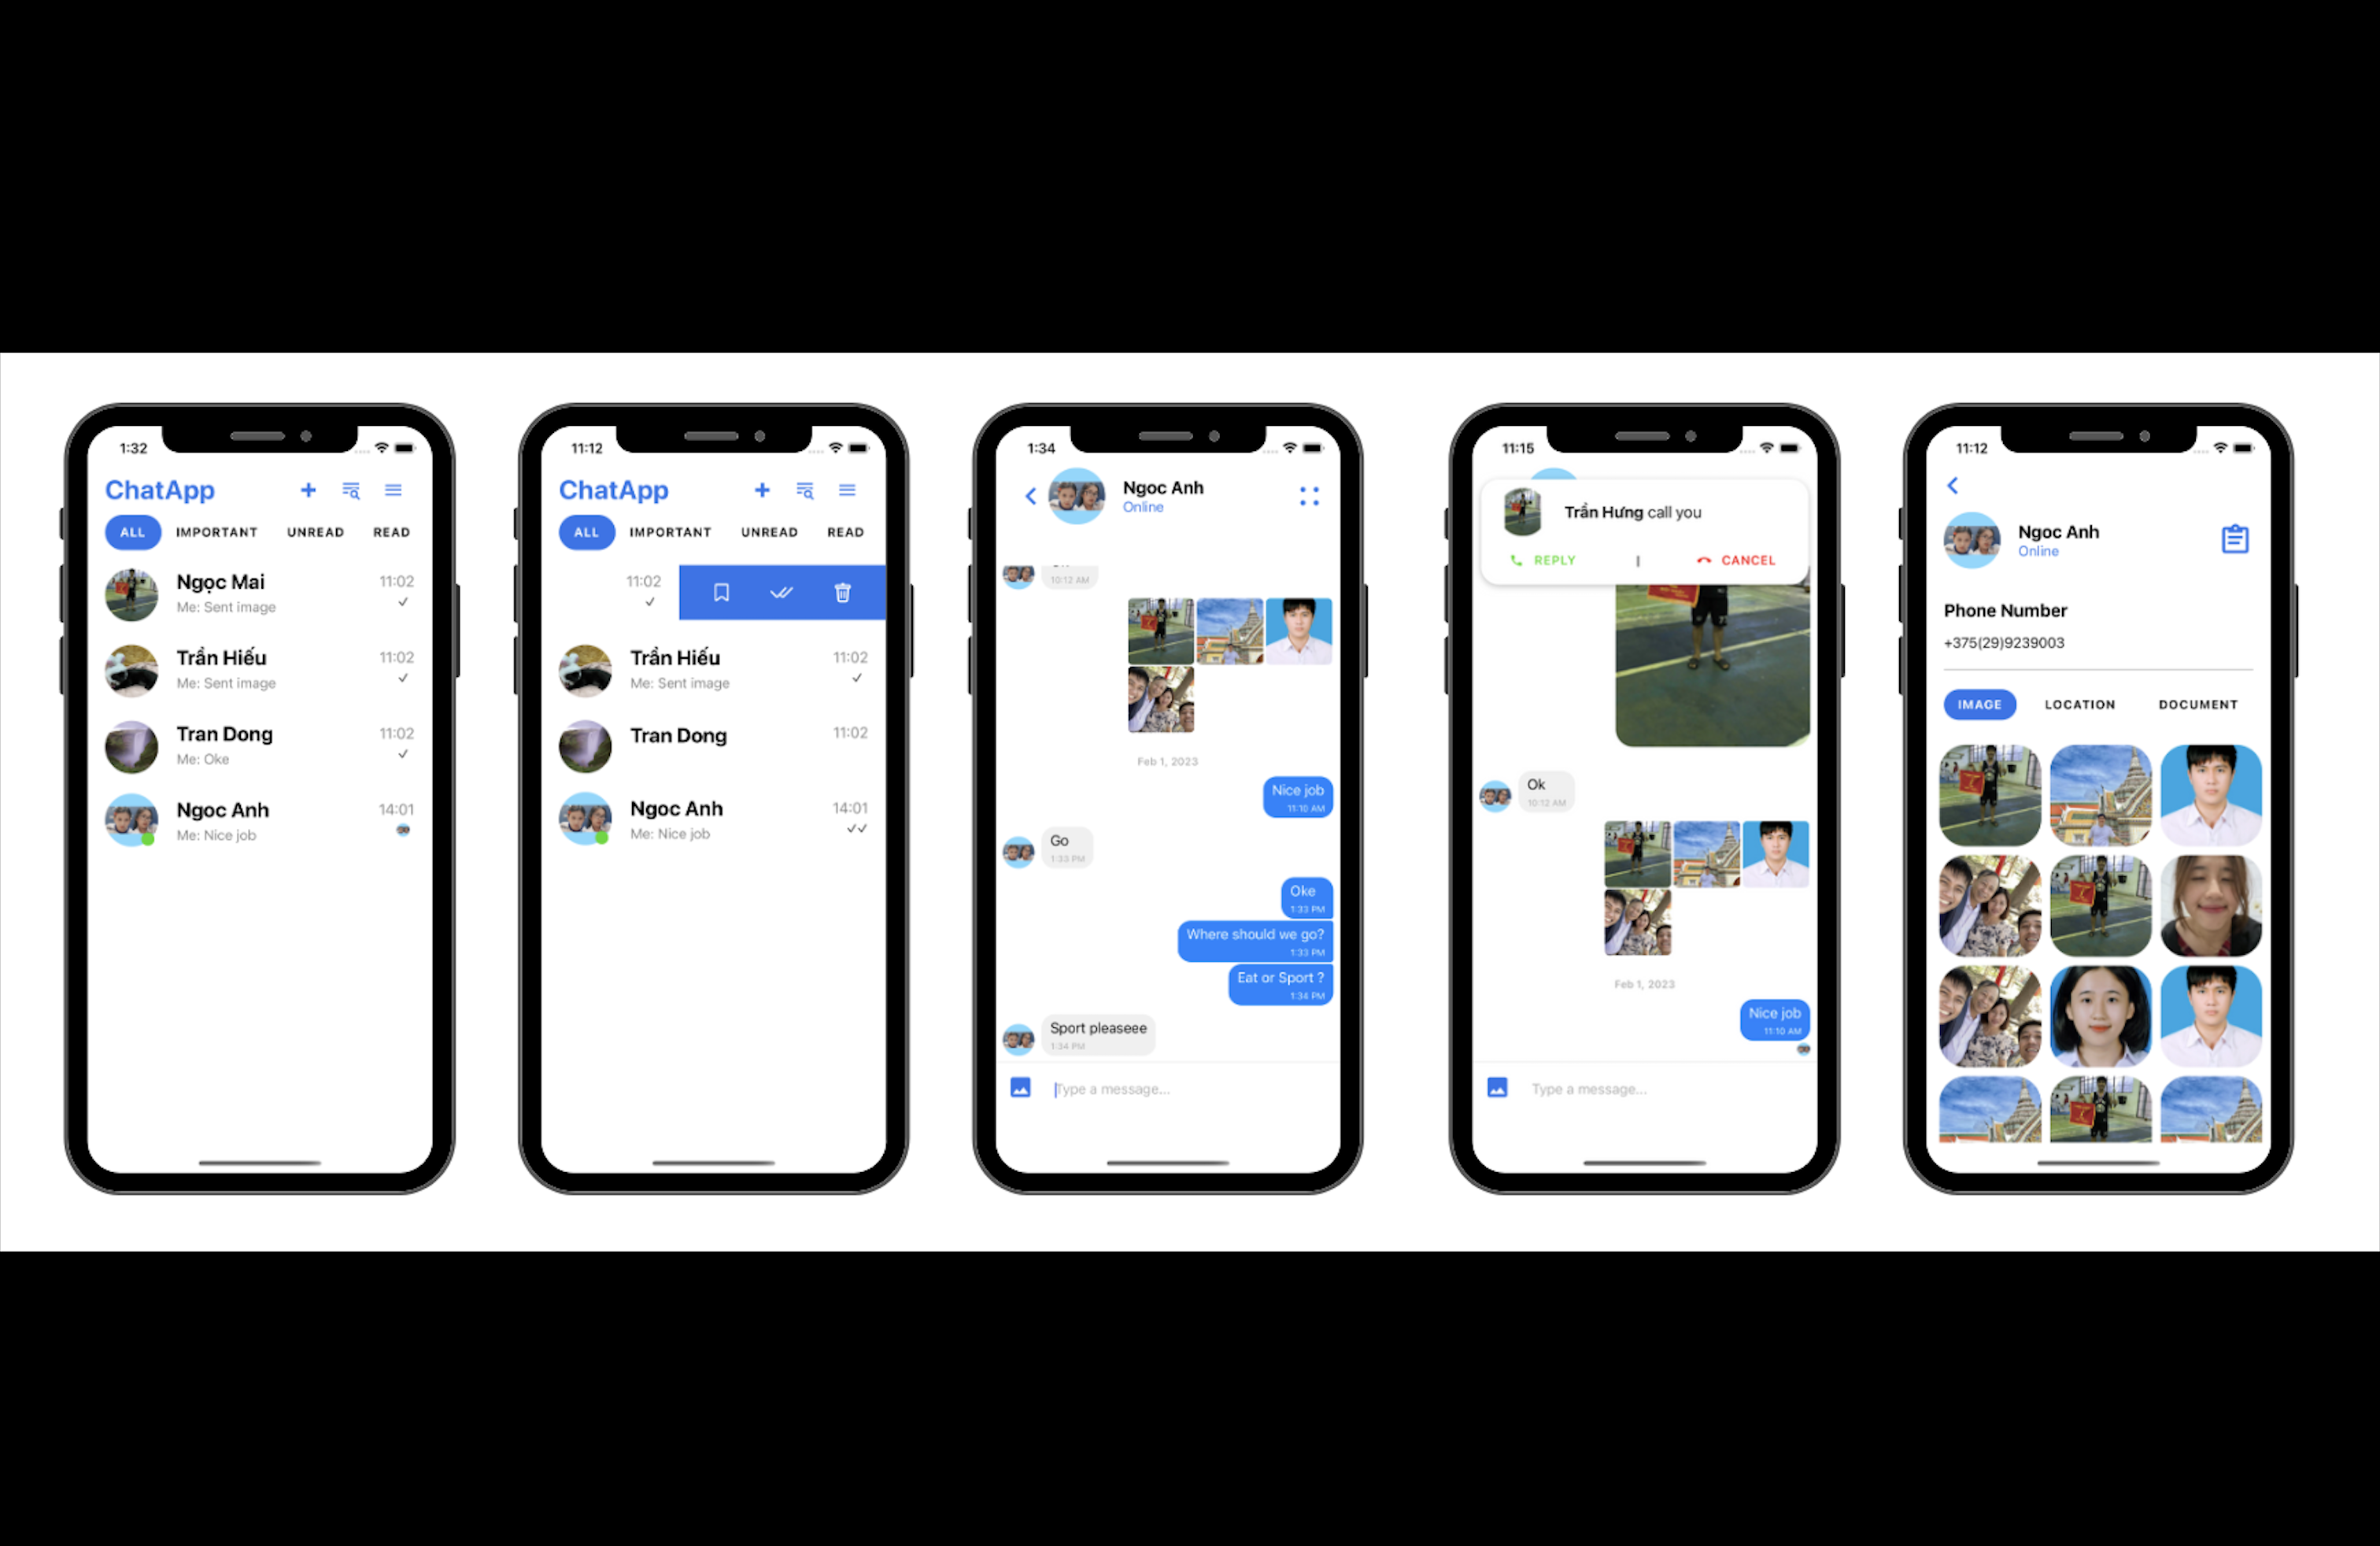 1:32
ChatApp
ALL IMPORTANT UNREAD READ
Ngọc Mai 11:02
Me: Sent image
Trần Hiếu 11:02
Me: Sent image
Tran Dong 11:02
Me: Oke
Ngoc Anh 14:01
Me: Nice job
11:12
ChatApp
ALL IMPORTANT UNREAD READ
11:02
Trần Hiếu 11:02
Me: Sent image
Tran Dong 11:02
Ngoc Anh 14:01
Me: Nice job
1:34
Ngoc Anh
Online
10:12 AM
Feb 1, 2023
Nice job
11:10 AM
Go
1:33 PM
Oke
1:33 PM
Where should we go?
1:33 PM
Eat or Sport ?
1:34 PM
Sport pleaseee
1:34 PM
Type a message...
11:15
Trần Hưng call you
REPLY | CANCEL
Ok
10:12 AM
Feb 1, 2023
Nice job
11:10 AM
Type a message...
11:12
Ngoc Anh
Online
Phone Number
+375(29)9239003
IMAGE LOCATION DOCUMENT